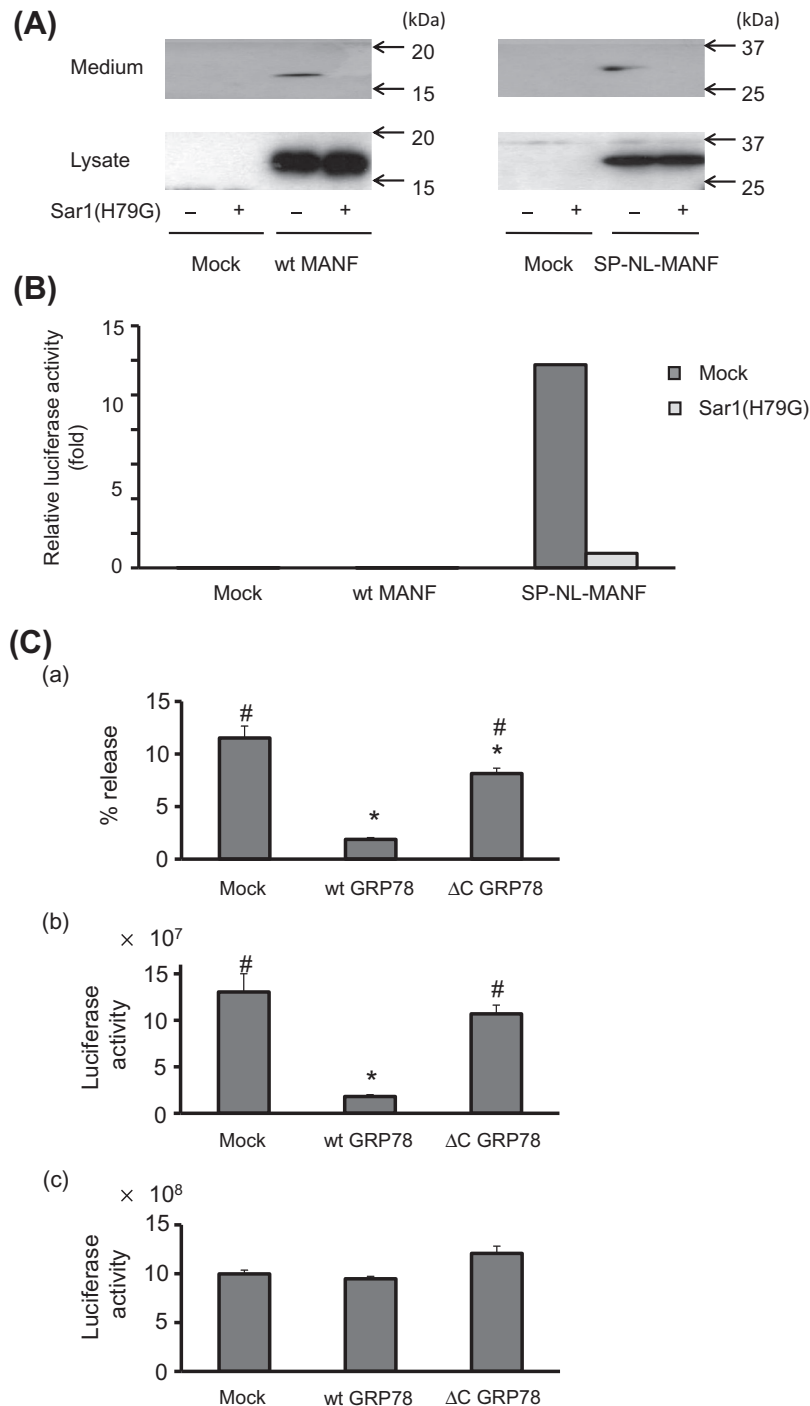 (A)
(kDa) (kDa)
Medium
20
15
37
25
Lysate
20
15
37
25
Sar1(H79G) – + – + – + – +
Mock wt MANF Mock SP-NL-MANF
(B)
Relative luciferase activity
(fold)
15
10
5
0
Mock
Sar1(H79G)
Mock wt MANF SP-NL-MANF
(C)
(a)
% release
15
10
5
0
#
*
#
*
Mock wt GRP78 ΔC GRP78
(b)
× 10⁷
Luciferase
activity
15
10
5
0
#
*
#
Mock wt GRP78 ΔC GRP78
(c)
× 10⁸
Luciferase
activity
15
10
5
0
Mock wt GRP78 ΔC GRP78